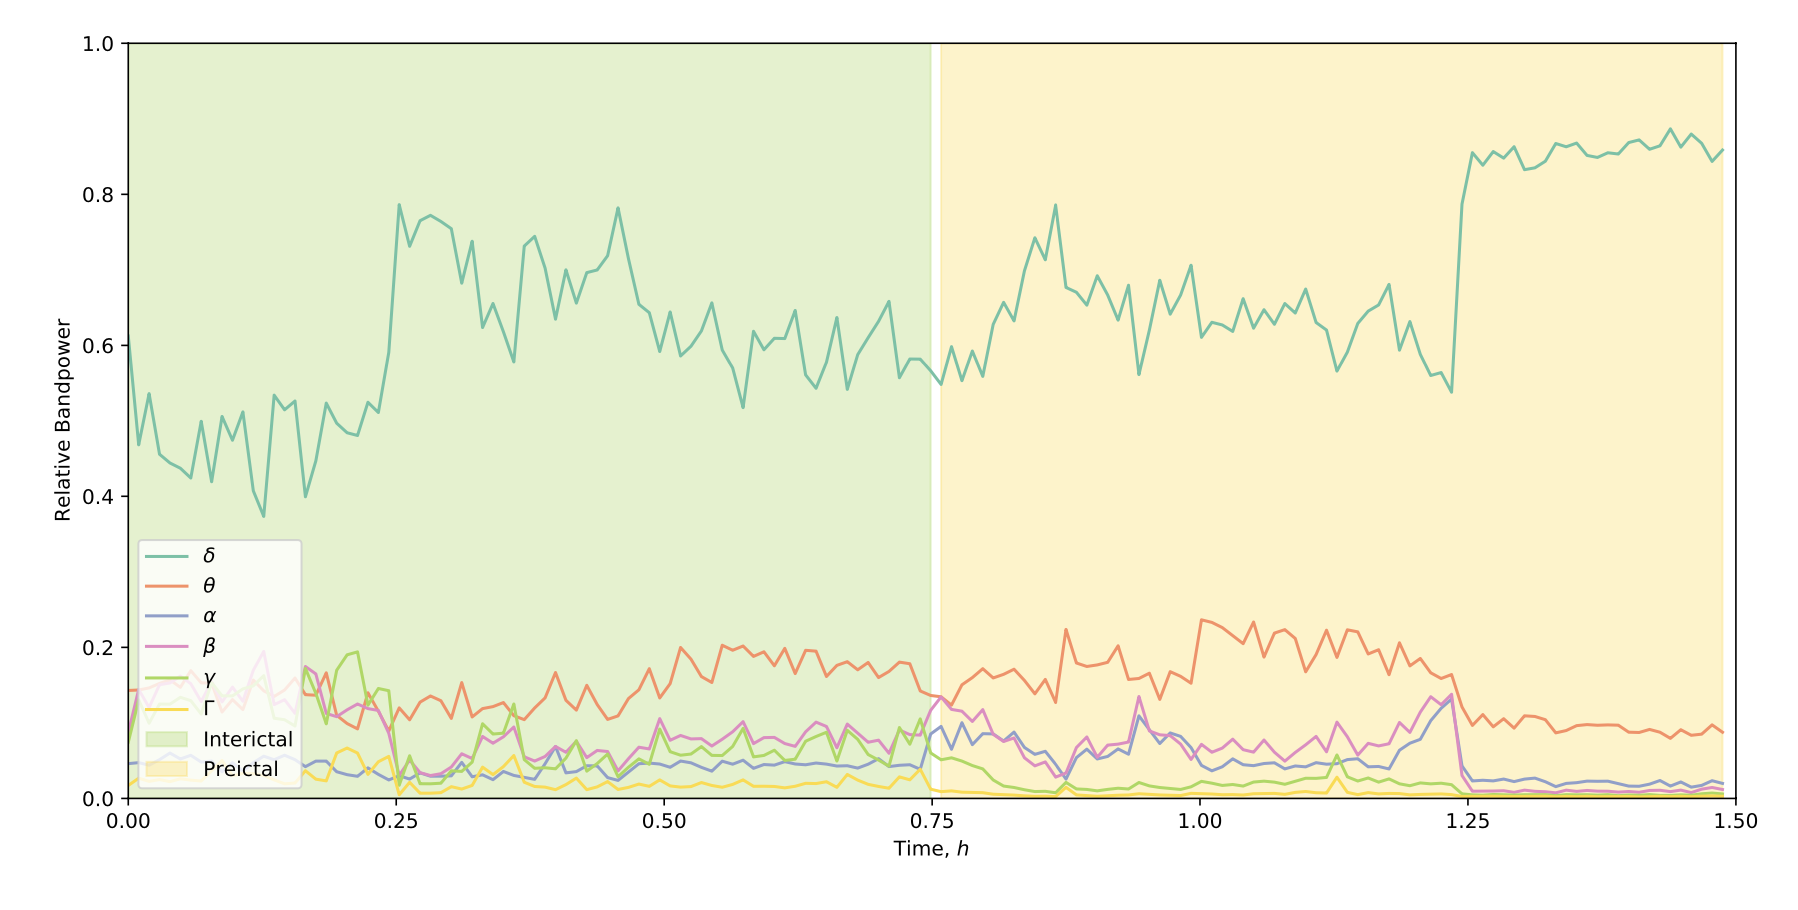 1.0
0.8
0.6
0.4
0.2
0.0
Relative Bandpower
δ
θ
α
β
γ
Γ
Interictal
Preictal
0.00 0.25 0.50 0.75 1.00 1.25 1.50
Time, h